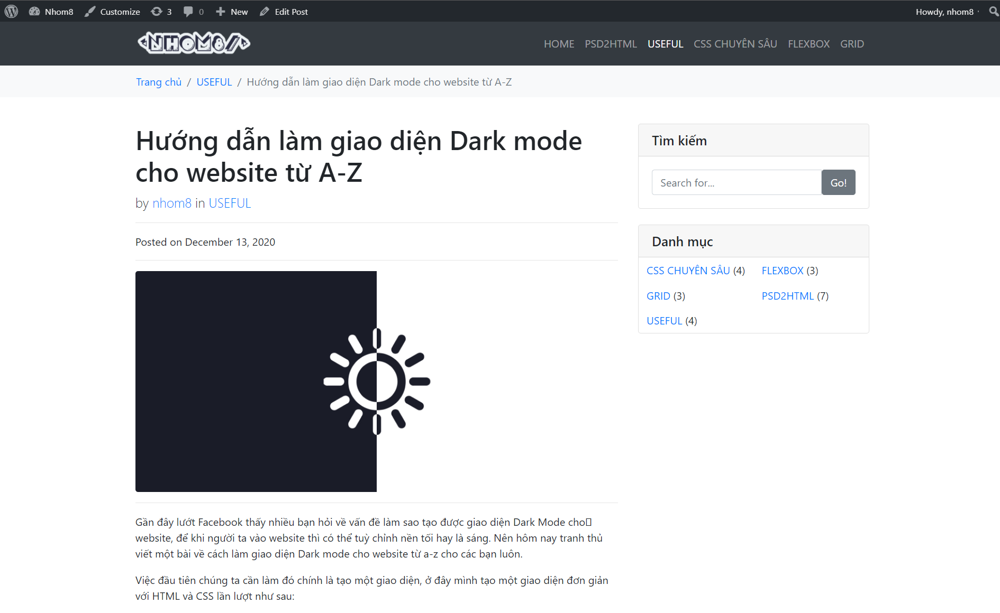 Nhom8 Customize 3 0 New Edit Post Howdy, nhom8
<NHOM8/>
HOME PSD2HTML USEFUL CSS CHUYÊN SÂU FLEXBOX GRID
Trang chủ / USEFUL / Hướng dẫn làm giao diện Dark mode cho website từ A-Z
Hướng dẫn làm giao diện Dark mode
cho website từ A-Z
by nhom8 in USEFUL
Posted on December 13, 2020
Gần đây lướt Facebook thấy nhiều bạn hỏi về vấn đề làm sao tạo được giao diện Dark Mode cho
website, để khi người ta vào website thì có thể tuỳ chỉnh nền tối hay là sáng. Nên hôm nay tranh thủ
viết một bài về cách làm giao diện Dark mode cho website từ a-z cho các bạn luôn.
Việc đầu tiên chúng ta cần làm đó chính là tạo một giao diện, ở đây mình tạo một giao diện đơn giản
với HTML và CSS lần lượt như sau:
Tìm kiếm
Search for...
Go!
Danh mục
CSS CHUYÊN SÂU (4) FLEXBOX (3)
GRID (3) PSD2HTML (7)
USEFUL (4)